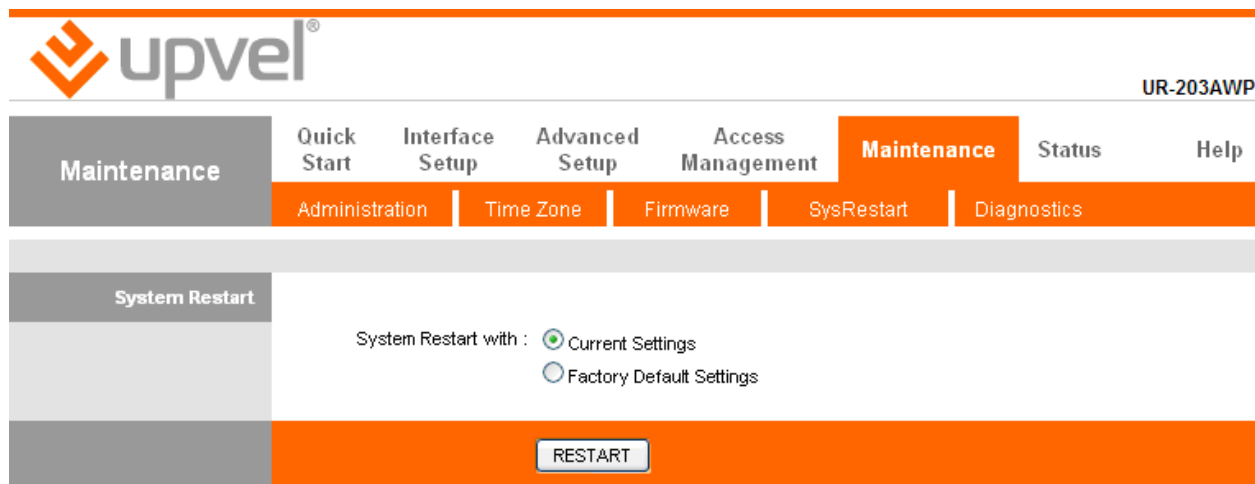 upvel®
UR-203AWP
Maintenance
Quick Start
Interface Setup
Advanced Setup
Access Management
Maintenance
Status
Help
Administration
Time Zone
Firmware
SysRestart
Diagnostics
System Restart
System Restart with : Current Settings
Factory Default Settings
RESTART